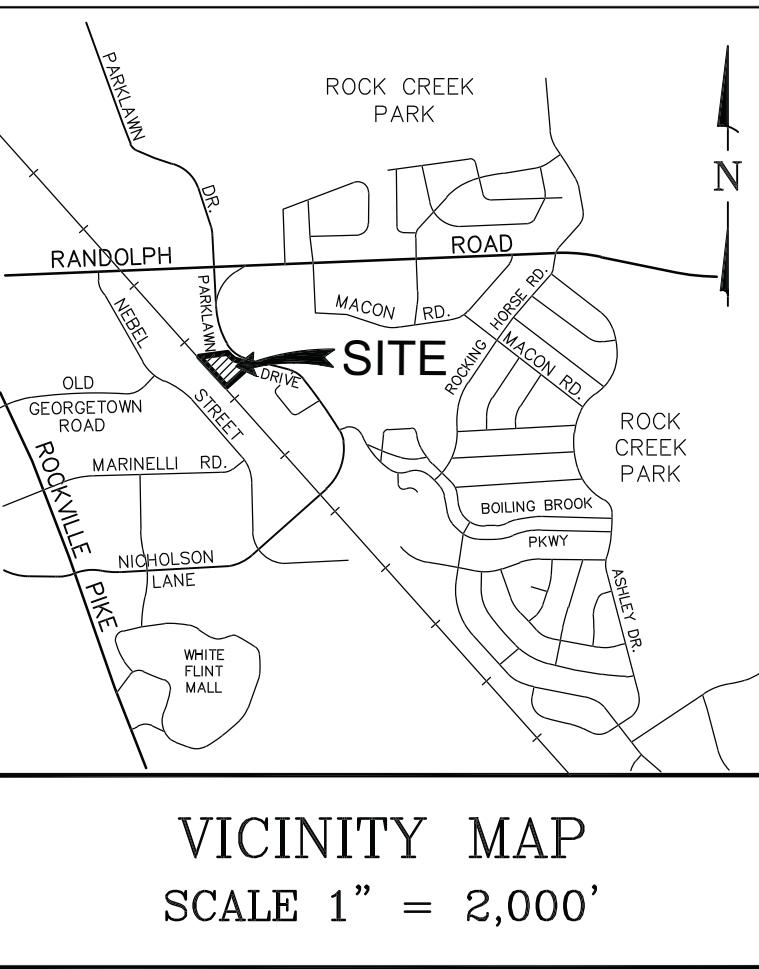 PARKLAWN
DR.
ROCK CREEK
PARK
N
RANDOLPH
ROAD
PARKLAWN
DRIVE
NEBEL
STREET
MACON RD.
ROCKING HORSE RD.
MACON RD.
SITE
OLD
GEORGETOWN
ROAD
ROCK
CREEK
PARK
ROCKVILLE PIKE
MARINELLI RD.
BOILING BROOK
PKWY
NICHOLSON
LANE
ASHLEY DR.
WHITE
FLINT
MALL
VICINITY MAP
SCALE 1" = 2,000'